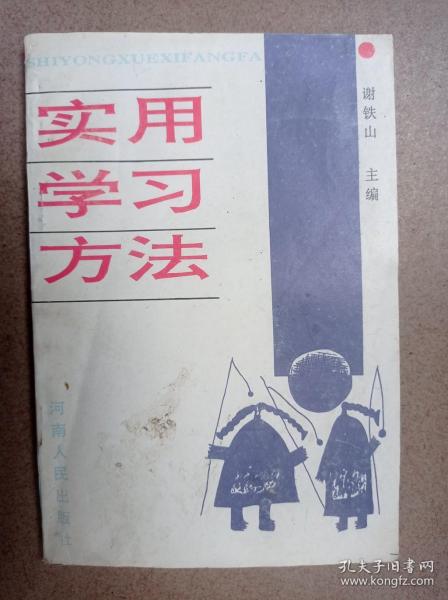 SHIYONGXUEXIFANGFA
实用
学习
方法
谢铁山 主编
河南人民出版社
孔夫子旧书网
www.kongfz.com